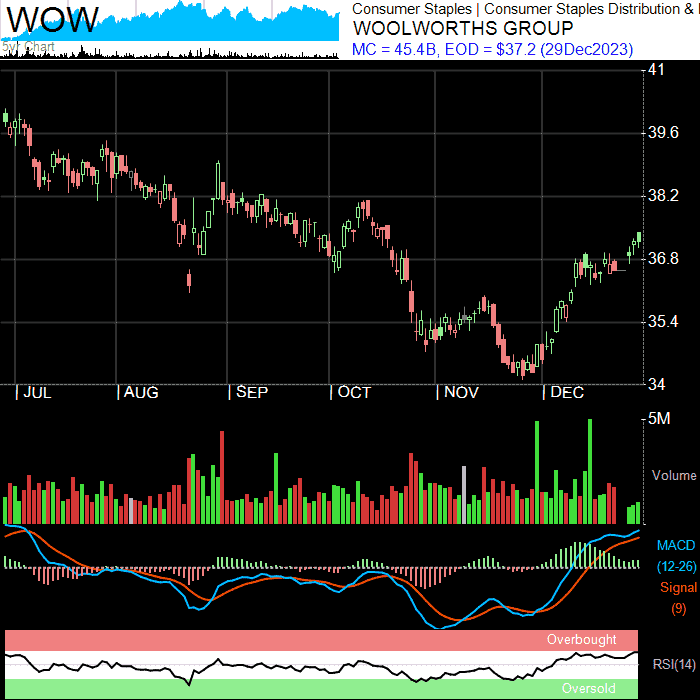 WOW
5yr Chart
Consumer Staples | Consumer Staples Distribution &
WOOLWORTHS GROUP
MC = 45.4B, EOD = $37.2 (29Dec2023)
41
39.6
38.2
36.8
35.4
34
JUL
AUG
SEP
OCT
NOV
DEC
5M
Volume
MACD
(12-26)
Signal
(9)
Overbought
RSI(14)
Oversold